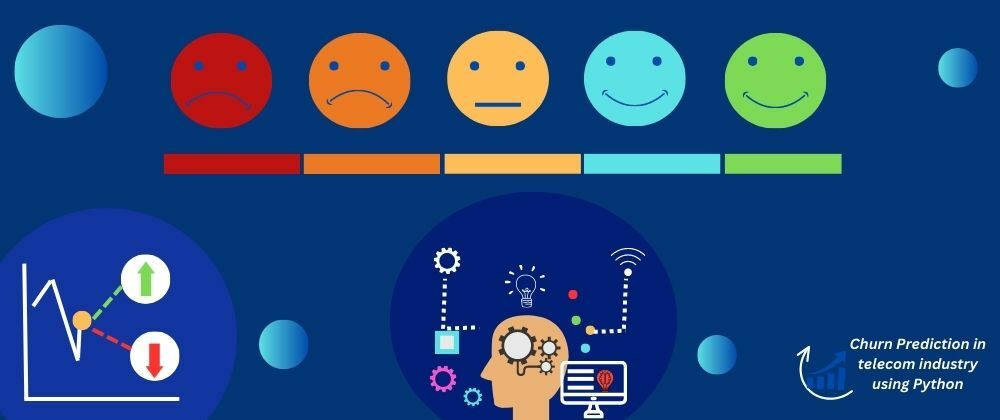 Churn Prediction in
telecom industry
using Python